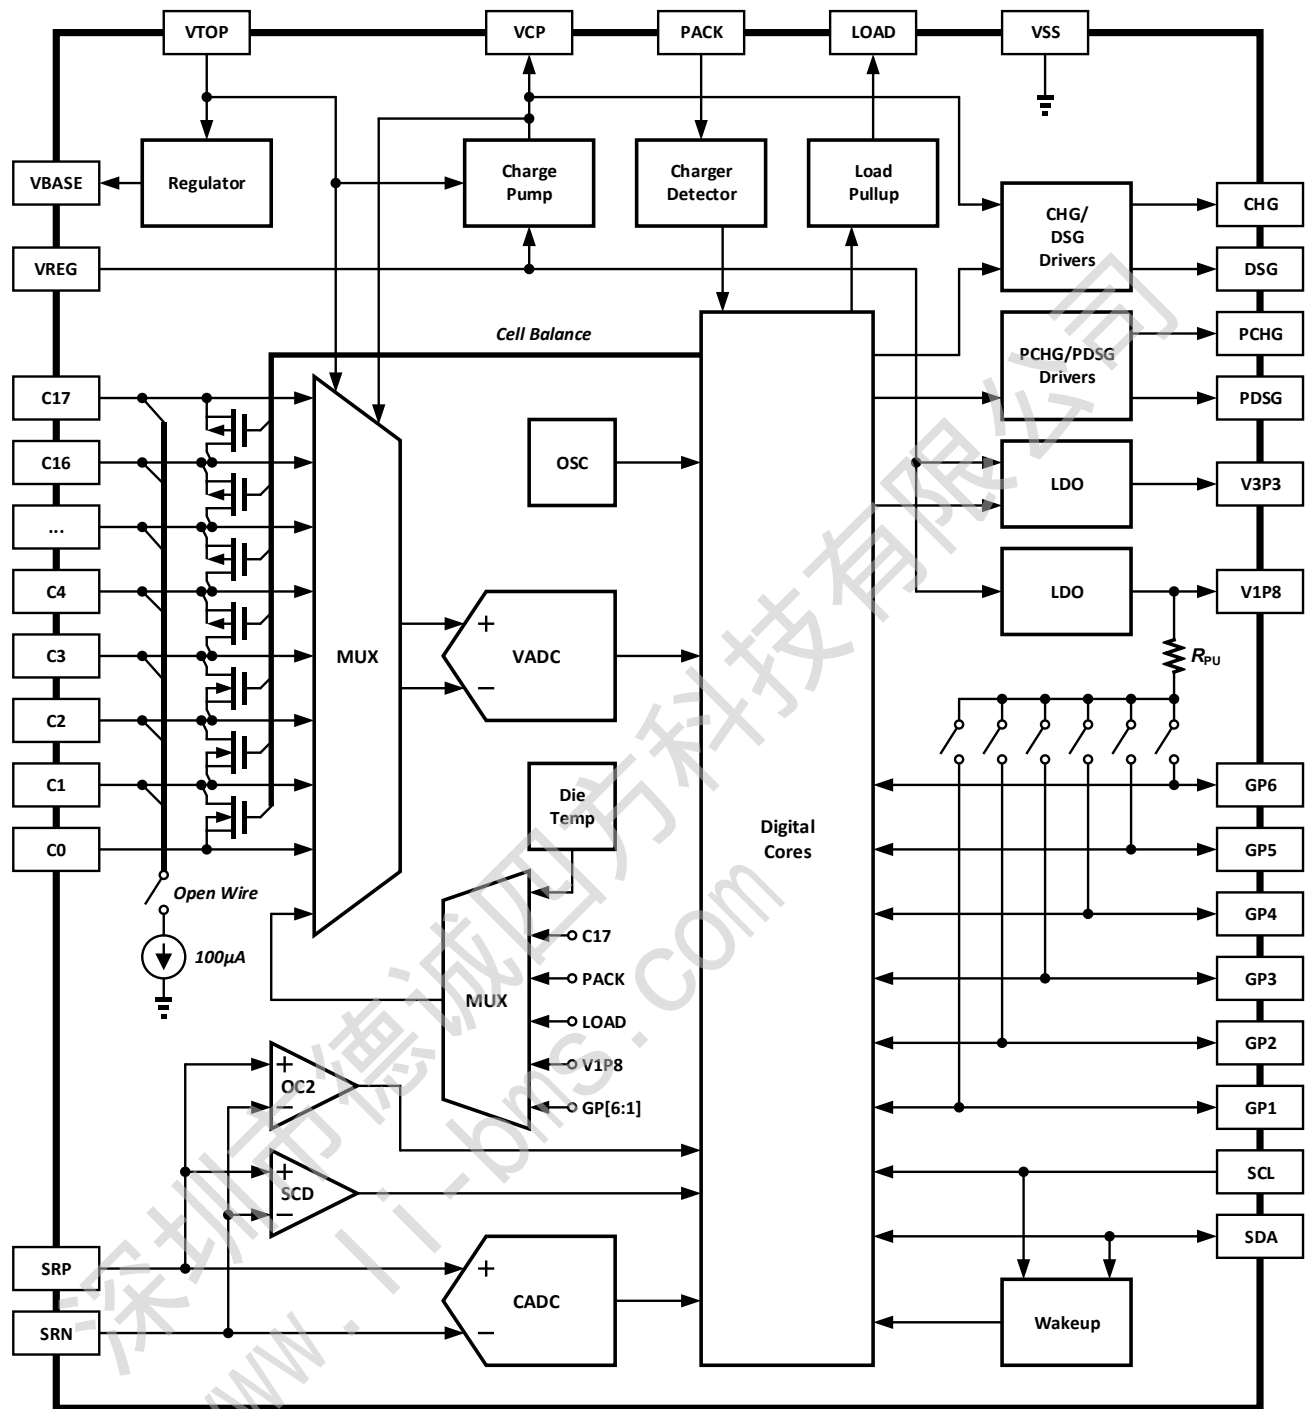 VTOP
VCP
PACK
LOAD
VSS
VBASE
Regulator
Charge
Pump
Charger
Detector
Load
Pullup
CHG/
DSG
Drivers
CHG
DSG
VREG
Cell Balance
PCHG/PDSG
Drivers
PCHG
PDSG
C17
C16
...
C4
C3
C2
C1
C0
OSC
LDO
V3P3
LDO
V1P8
RPU
MUX
+
VADC
−
Die
Temp
Digital
Cores
GP6
GP5
GP4
GP3
GP2
GP1
Open Wire
100µA
MUX
C17
PACK
LOAD
V1P8
GP[6:1]
+
OC2
−
+
SCD
−
SCL
SDA
SRP
SRN
+
CADC
−
Wakeup
深圳市德诚四方科技有限公司
www.li-bms.com